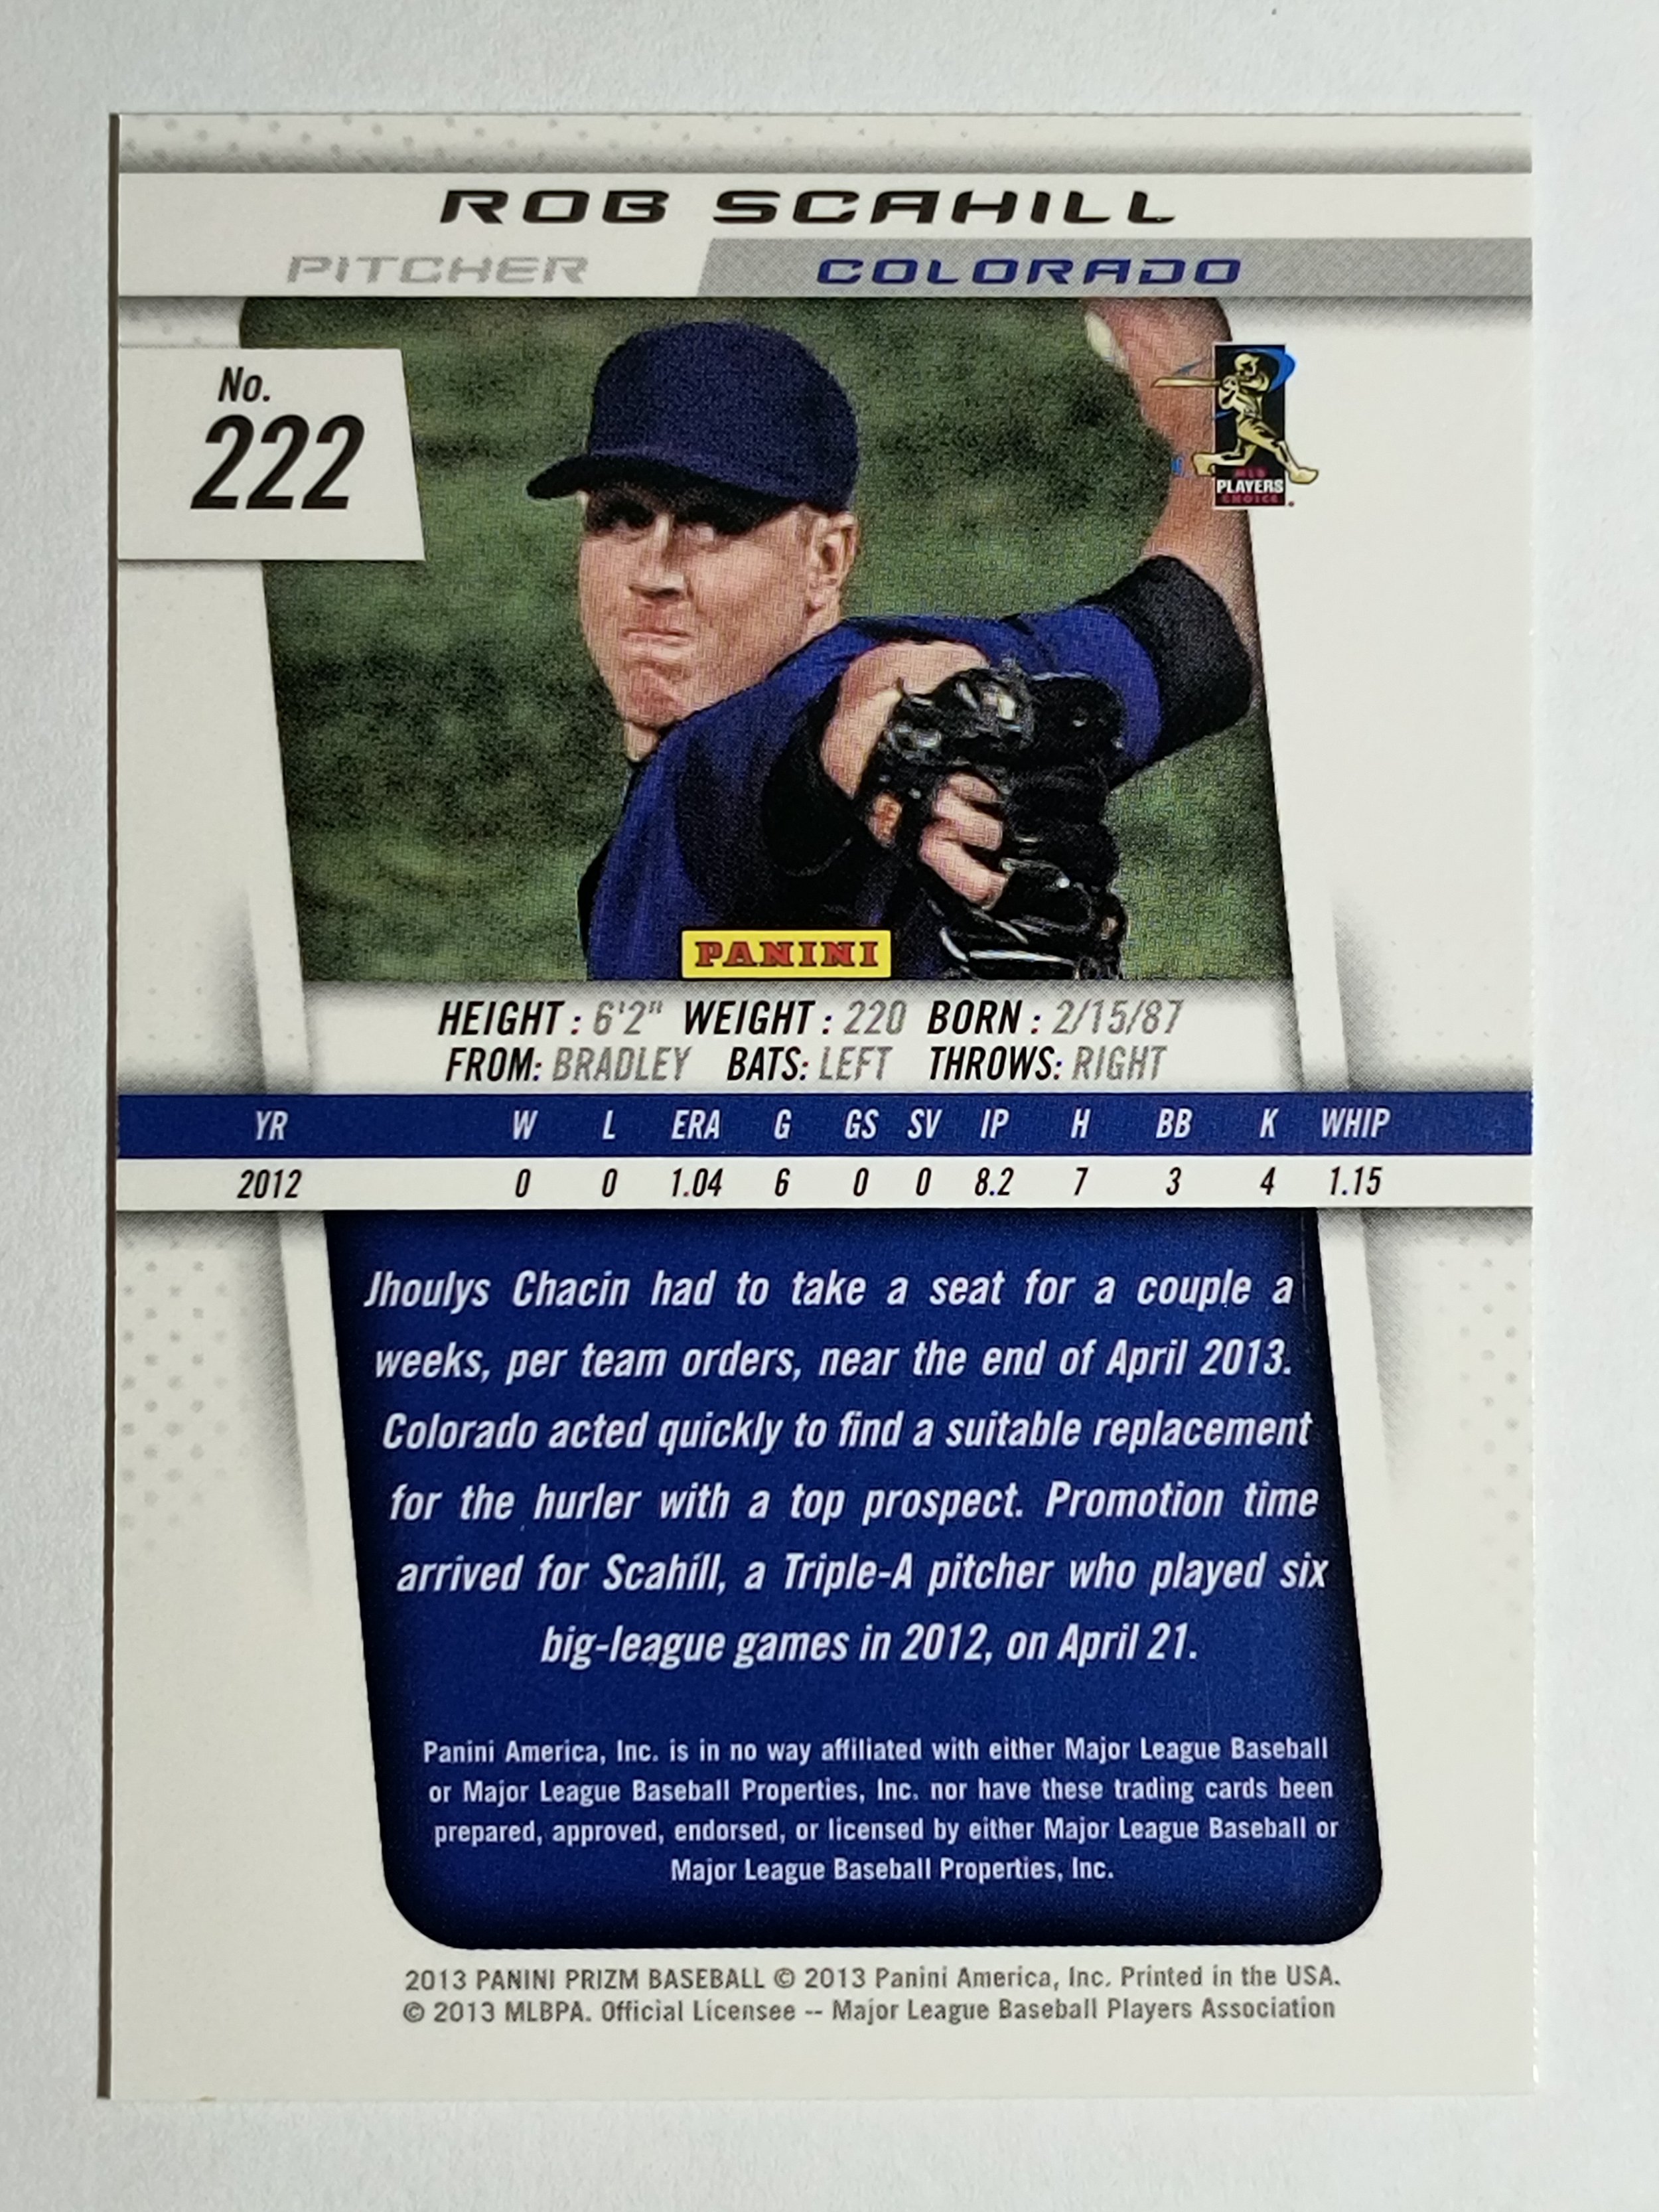 ROB SCAHILL
PITCHER COLORADO
No.
222
MLB
PLAYERS
CHOICE
PANINI
HEIGHT : 6'2" WEIGHT : 220 BORN : 2/15/87
FROM: BRADLEY BATS: LEFT THROWS: RIGHT
YR W L ERA G GS SV IP H BB K WHIP
2012 0 0 1.04 6 0 0 8.2 7 3 4 1.15
Jhoulys Chacin had to take a seat for a couple a
weeks, per team orders, near the end of April 2013.
Colorado acted quickly to find a suitable replacement
for the hurler with a top prospect. Promotion time
arrived for Scahill, a Triple-A pitcher who played six
big-league games in 2012, on April 21.
Panini America, Inc. is in no way affiliated with either Major League Baseball
or Major League Baseball Properties, Inc. nor have these trading cards been
prepared, approved, endorsed, or licensed by either Major League Baseball or
Major League Baseball Properties, Inc.
2013 PANINI PRIZM BASEBALL © 2013 Panini America, Inc. Printed in the USA.
© 2013 MLBPA. Official Licensee -- Major League Baseball Players Association